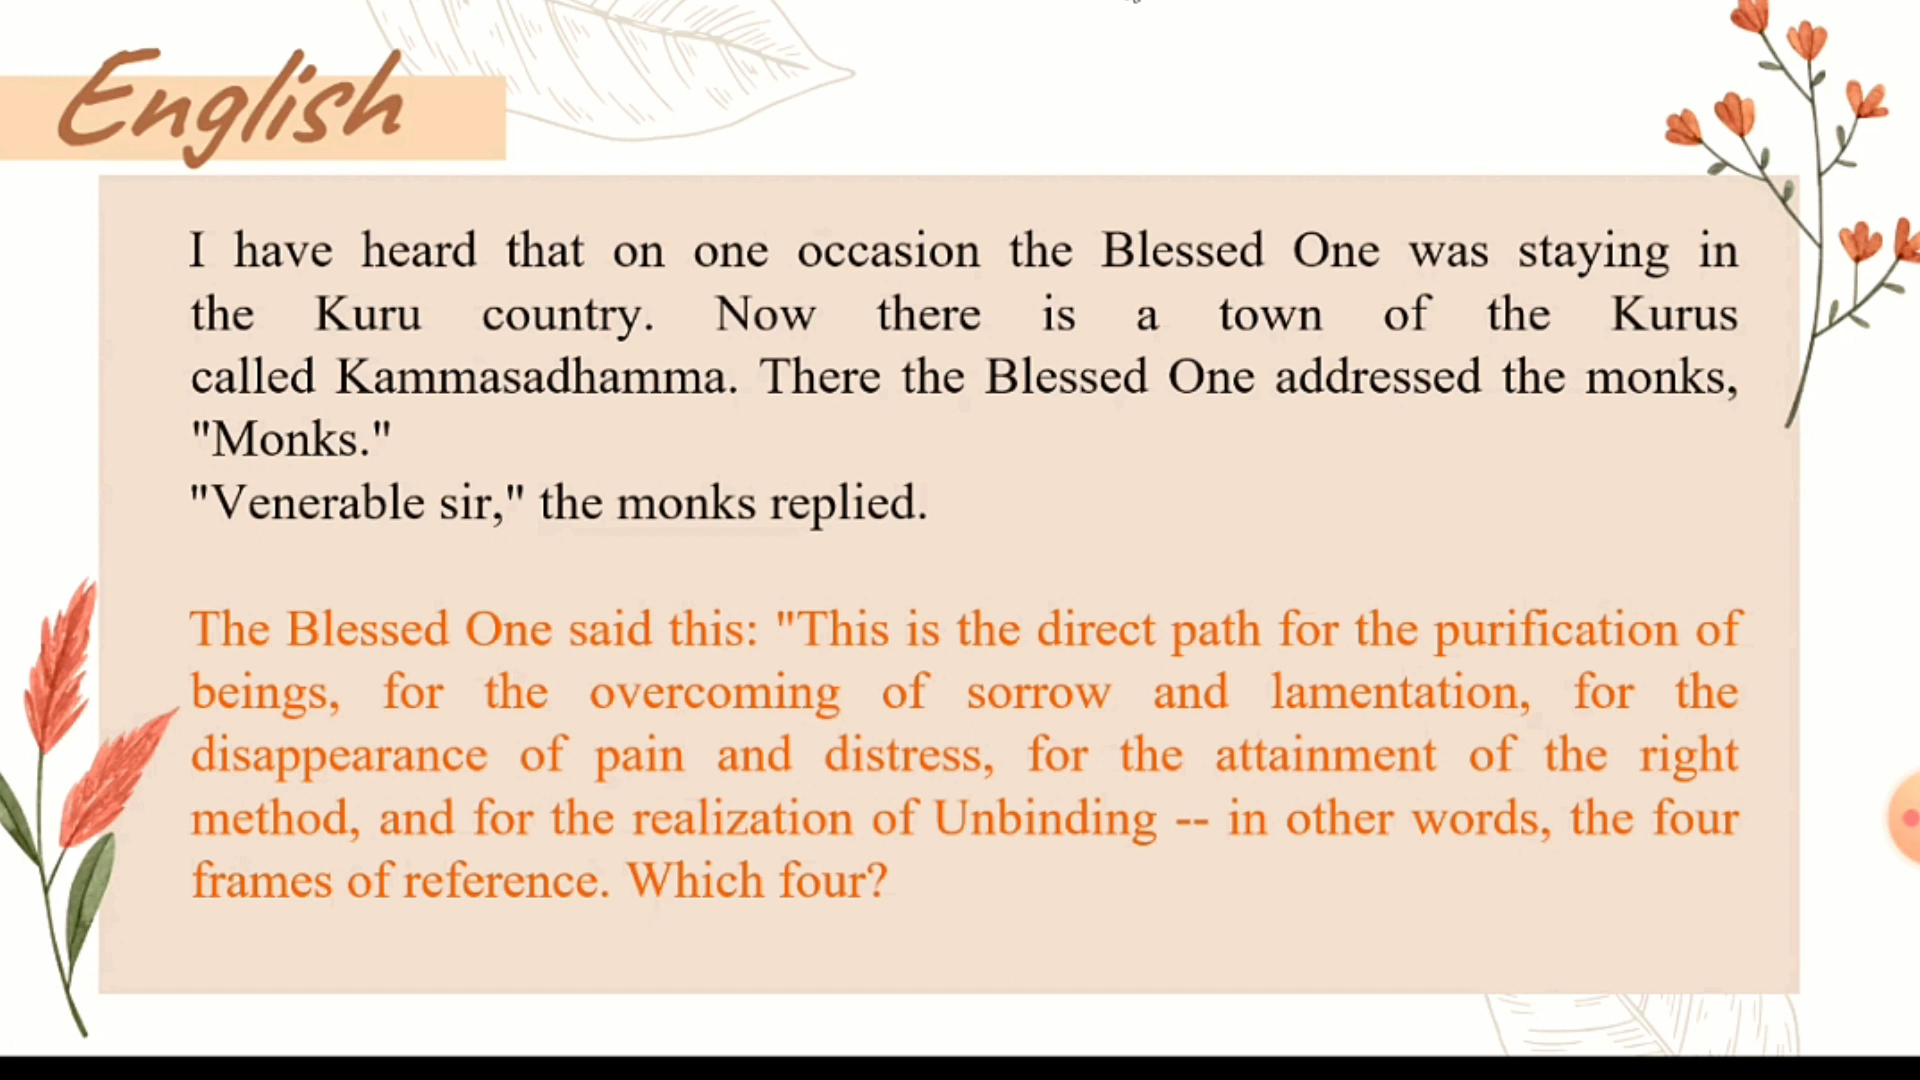 English
I have heard that on one occasion the Blessed One was staying in
the Kuru country. Now there is a town of the Kurus
called Kammasadhamma. There the Blessed One addressed the monks,
"Monks."
"Venerable sir," the monks replied.
The Blessed One said this: "This is the direct path for the purification of
beings, for the overcoming of sorrow and lamentation, for the
disappearance of pain and distress, for the attainment of the right
method, and for the realization of Unbinding -- in other words, the four
frames of reference. Which four?